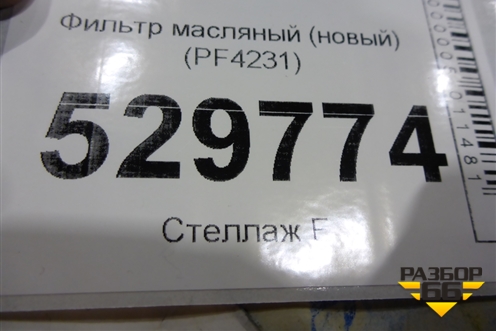 Фильтр масляный (новый)
(PF4231)
529774
Стеллаж
РАЗБОР
66